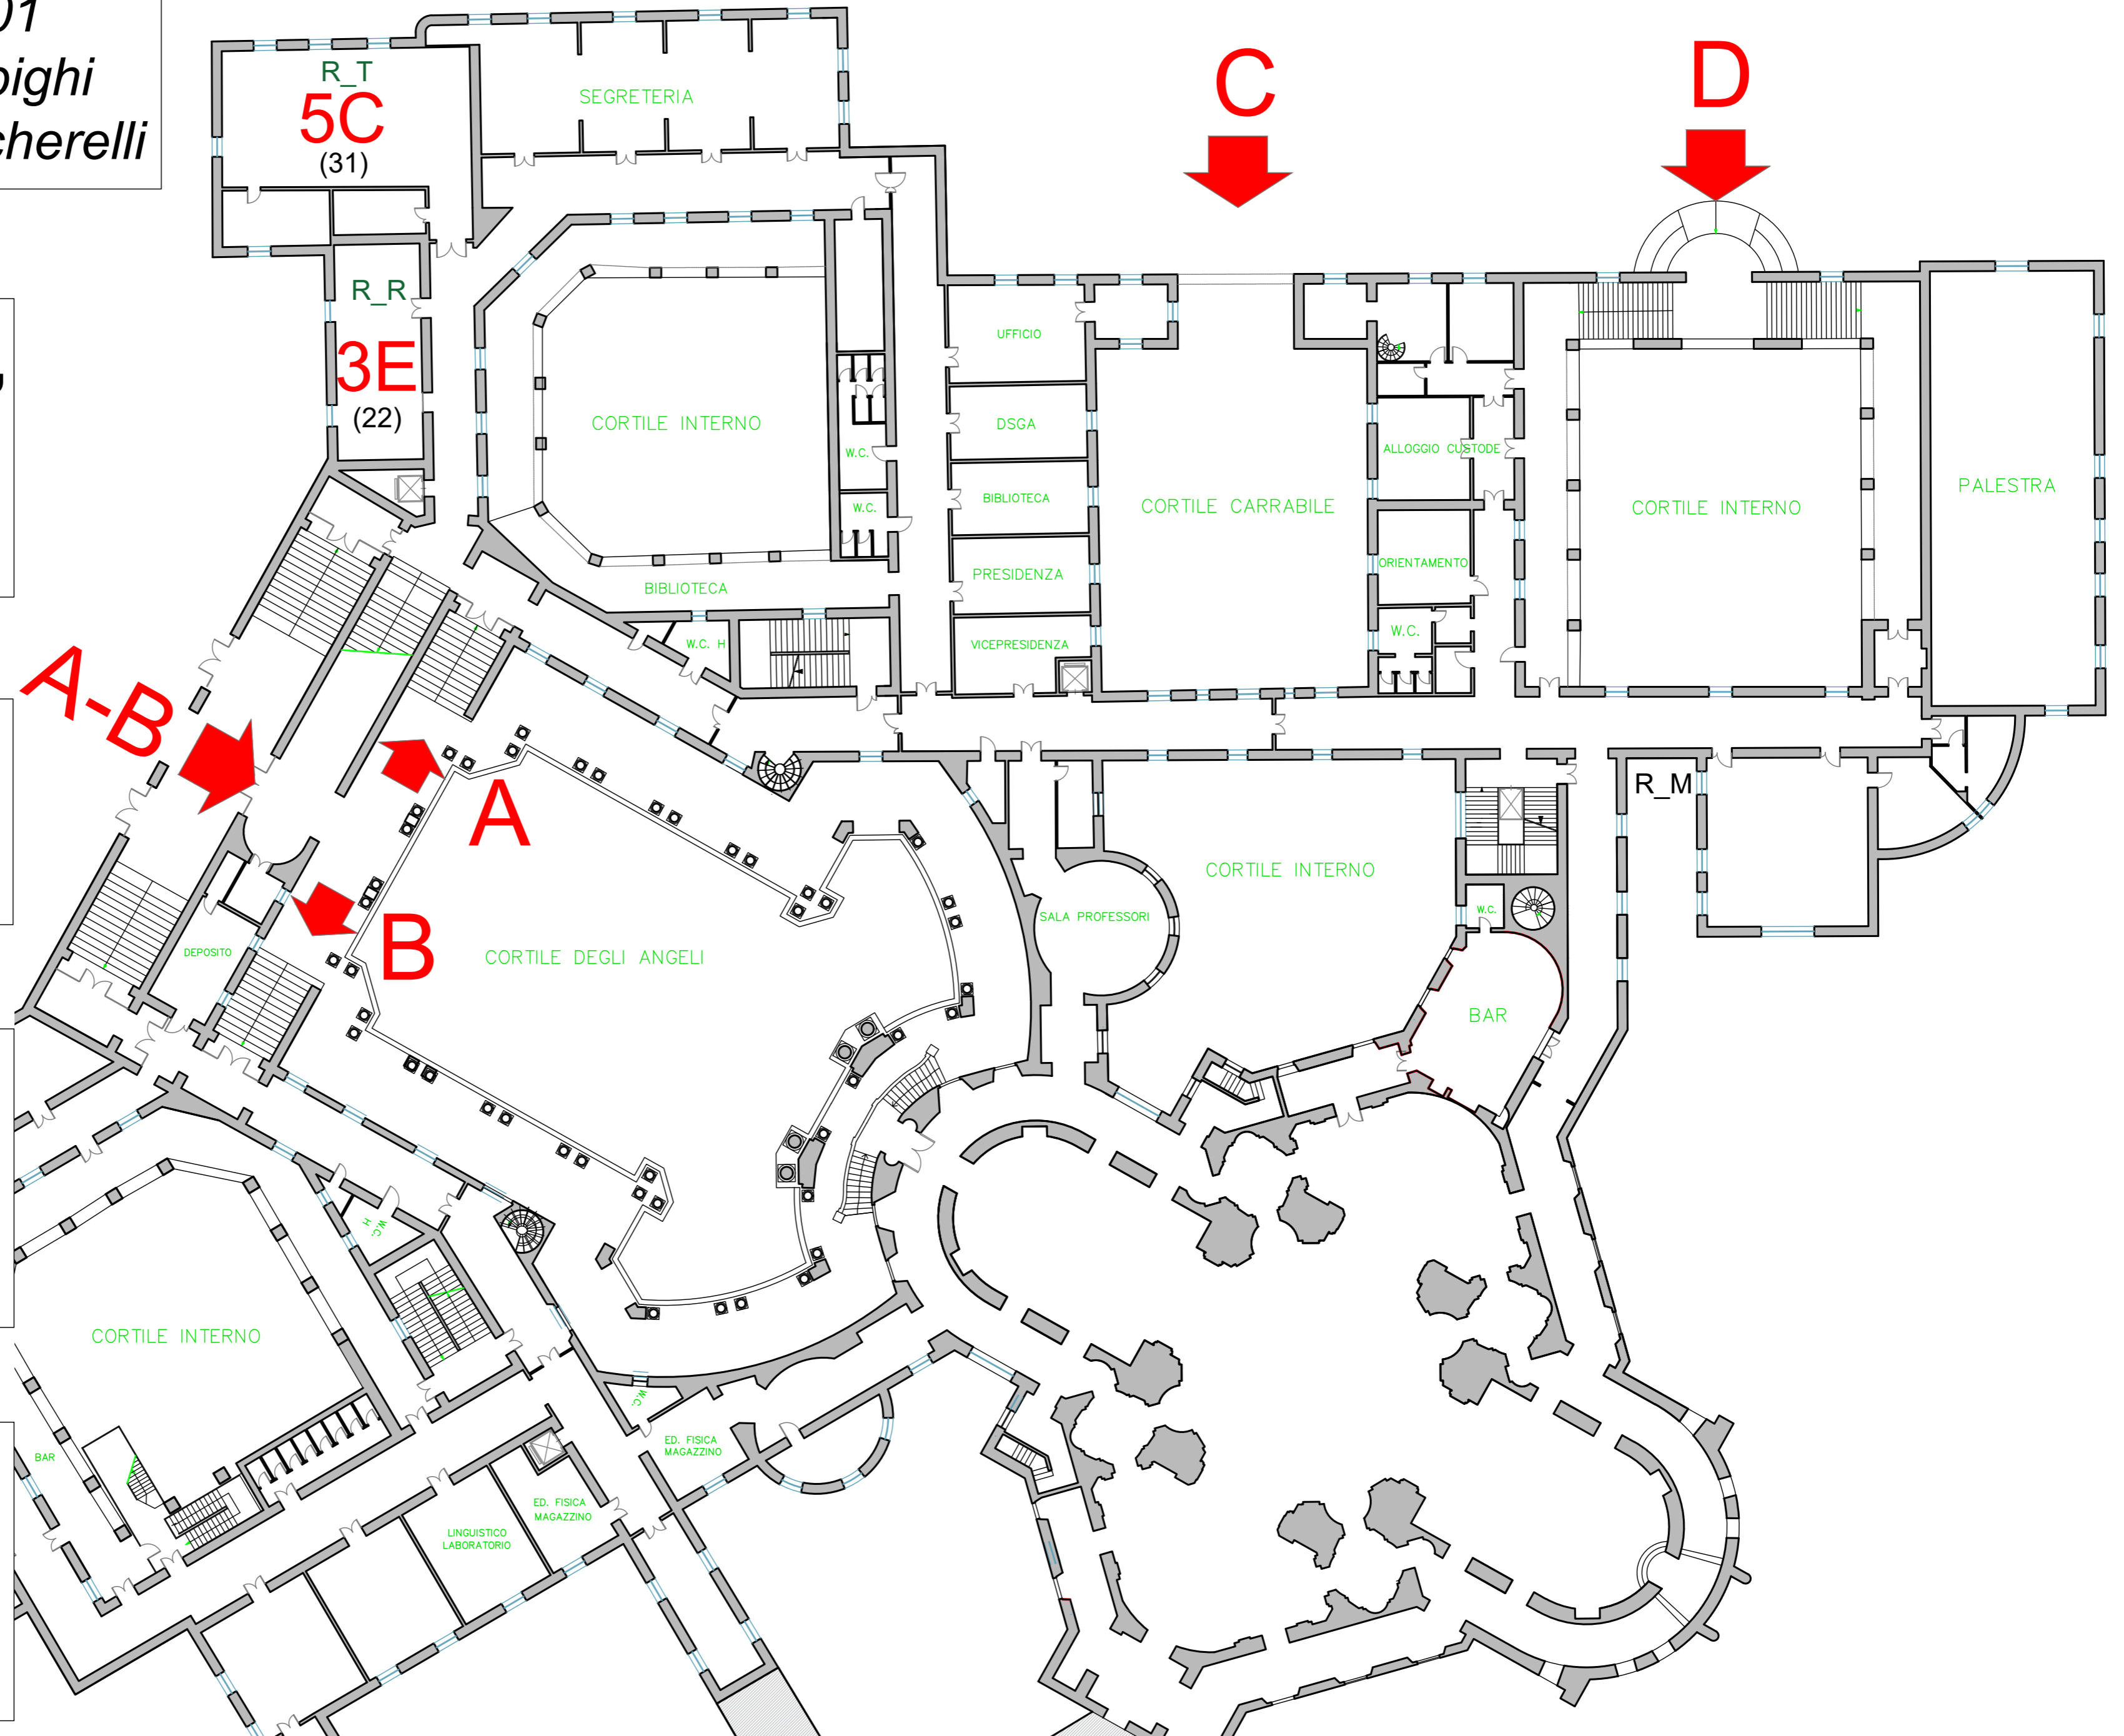 01
pighi
cherelli
R_T
5C
(31)
SEGRETERIA
C
D
R_R
3E
(22)
,
CORTILE INTERNO
W.C.
W.C.
BIBLIOTECA
W.C. H
UFFICIO
DSGA
BIBLIOTECA
PRESIDENZA
VICEPRESIDENZA
CORTILE CARRABILE
ALLOGGIO CUSTODE
ORIENTAMENTO
W.C.
CORTILE INTERNO
PALESTRA
A-B
A
B
DEPOSITO
CORTILE DEGLI ANGELI
SALA PROFESSORI
CORTILE INTERNO
R_M
W.C.
BAR
W.C.
H
CORTILE INTERNO
BAR
W.C.
ED. FISICA
MAGAZZINO
ED. FISICA
MAGAZZINO
LINGUISTICO
LABORATORIO